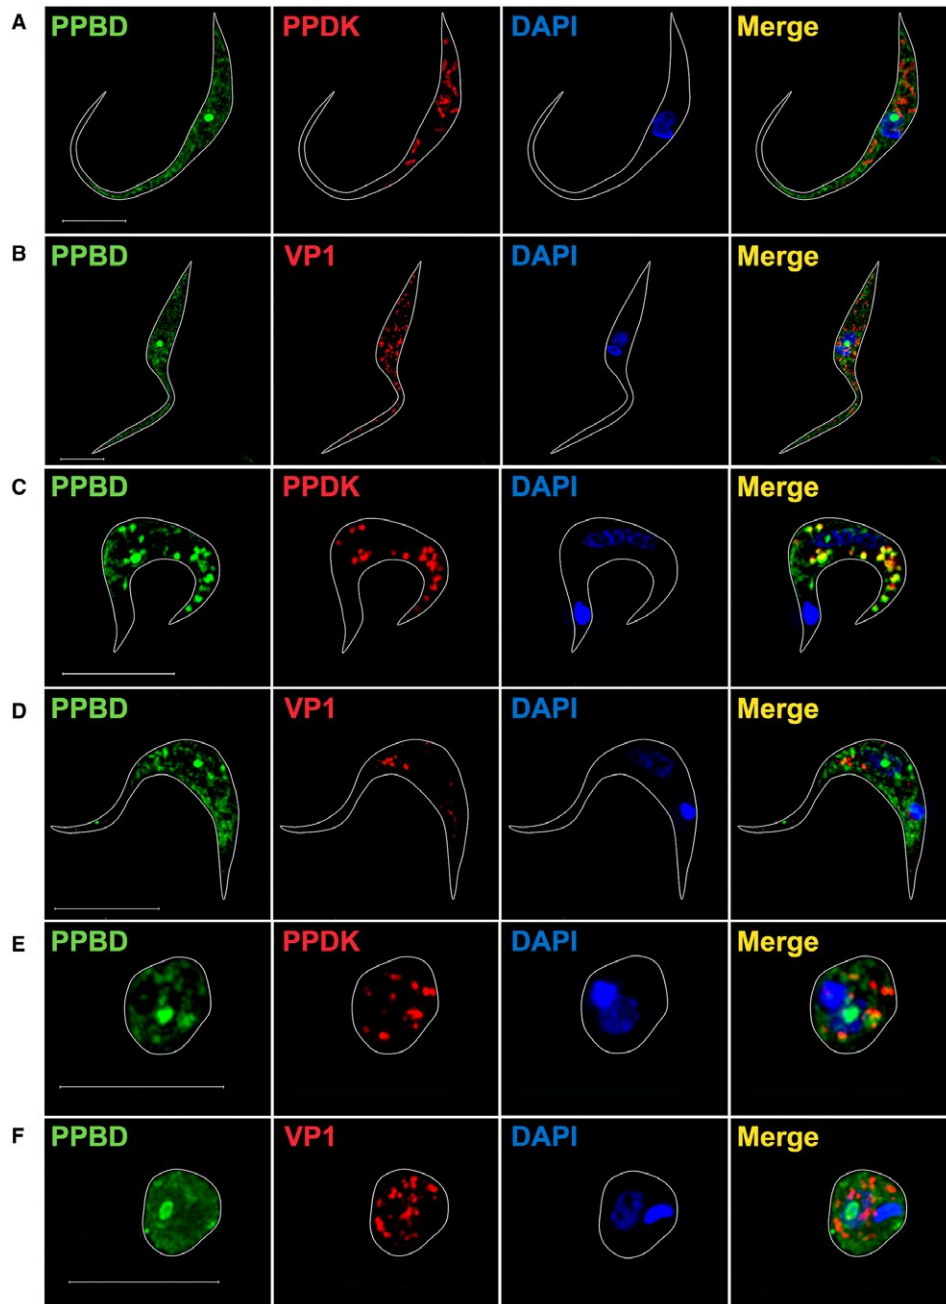 A PPBD PPDK DAPI Merge
B PPBD VP1 DAPI Merge
C PPBD PPDK DAPI Merge
D PPBD VP1 DAPI Merge
E PPBD PPDK DAPI Merge
F PPBD VP1 DAPI Merge